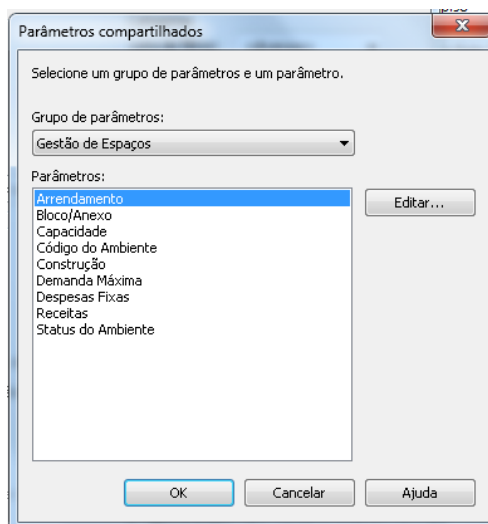 Parâmetros compartilhados
Selecione um grupo de parâmetros e um parâmetro.
Grupo de parâmetros:
Gestão de Espaços
Parâmetros:
Arrendamento
Editar...
Bloco/Anexo
Capacidade
Código do Ambiente
Construção
Demanda Máxima
Despesas Fixas
Receitas
Status do Ambiente
OK
Cancelar
Ajuda